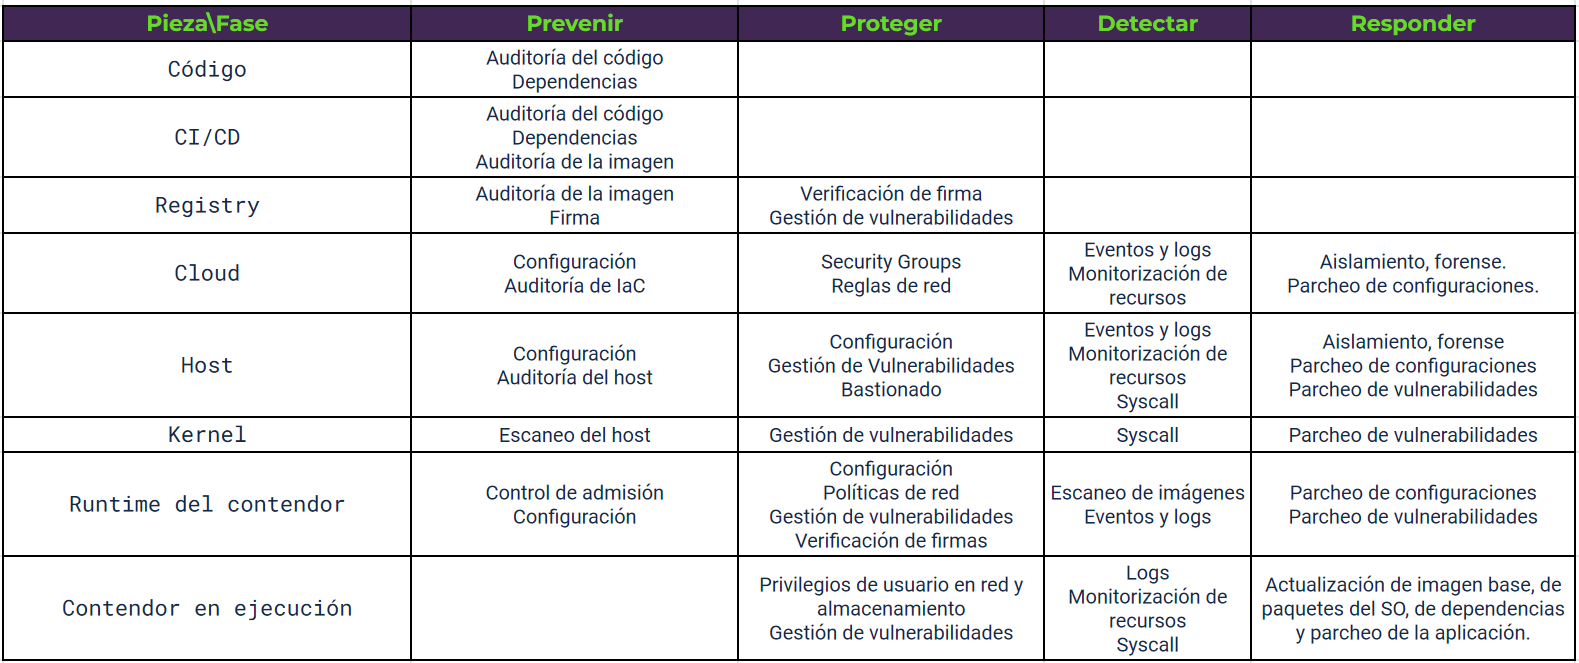 Pieza\Fase
Prevenir
Proteger
Detectar
Responder
Código
Auditoría del código
Dependencias
CI/CD
Auditoría del código
Dependencias
Auditoría de la imagen
Registry
Auditoría de la imagen
Firma
Verificación de firma
Gestión de vulnerabilidades
Cloud
Configuración
Auditoría de IaC
Security Groups
Reglas de red
Eventos y logs
Monitorización de
recursos
Aislamiento, forense.
Parcheo de configuraciones.
Host
Configuración
Auditoría del host
Configuración
Gestión de Vulnerabilidades
Bastionado
Eventos y logs
Monitorización de
recursos
Syscall
Aislamiento, forense
Parcheo de configuraciones
Parcheo de vulnerabilidades
Kernel
Escaneo del host
Gestión de vulnerabilidades
Syscall
Parcheo de vulnerabilidades
Runtime del contendor
Control de admisión
Configuración
Configuración
Políticas de red
Gestión de vulnerabilidades
Verificación de firmas
Escaneo de imágenes
Eventos y logs
Parcheo de configuraciones
Parcheo de vulnerabilidades
Contendor en ejecución
Privilegios de usuario en red y
almacenamiento
Gestión de vulnerabilidades
Logs
Monitorización de
recursos
Syscall
Actualización de imagen base, de
paquetes del SO, de dependencias
y parcheo de la aplicación.